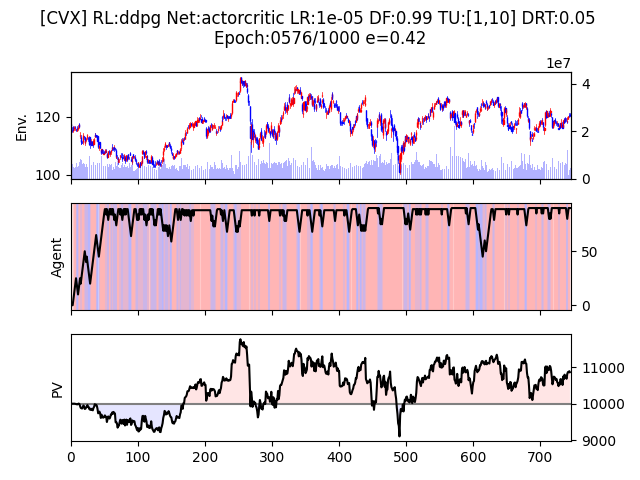 [CVX] RL:ddpg Net:actorcritic LR:1e-05 DF:0.99 TU:[1,10] DRT:0.05
Epoch:0576/1000 e=0.42
1e7
Env.
120
100
4
2
0
Agent
50
0
PV
11000
10000
9000
0 100 200 300 400 500 600 700